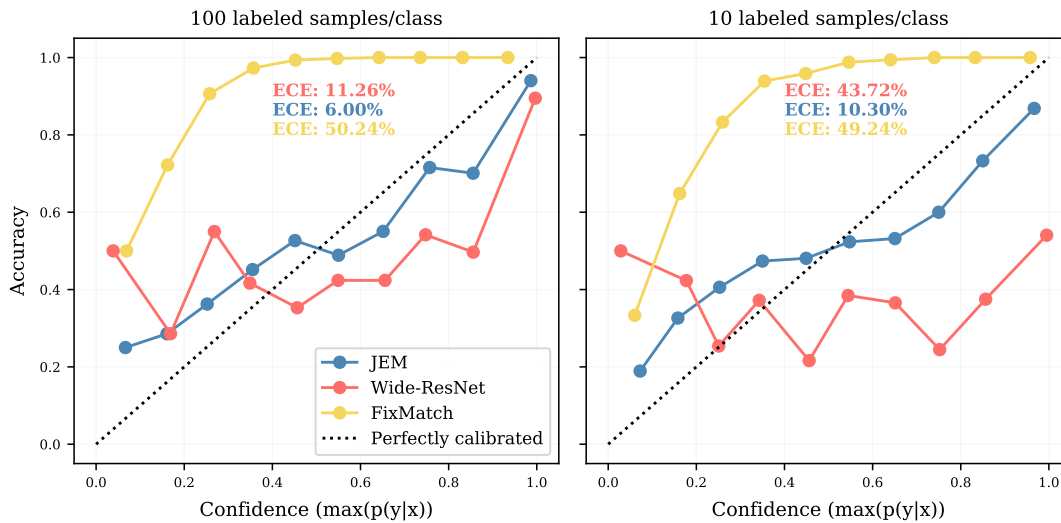 100 labeled samples/class
10 labeled samples/class
Accuracy
1.0
0.8
0.6
0.4
0.2
0.0
ECE: 11.26%
ECE: 6.00%
ECE: 50.24%
JEM
Wide-ResNet
FixMatch
Perfectly calibrated
0.0 0.2 0.4 0.6 0.8 1.0
Confidence (max(p(y|x))
ECE: 43.72%
ECE: 10.30%
ECE: 49.24%
0.0 0.2 0.4 0.6 0.8 1.0
Confidence (max(p(y|x))